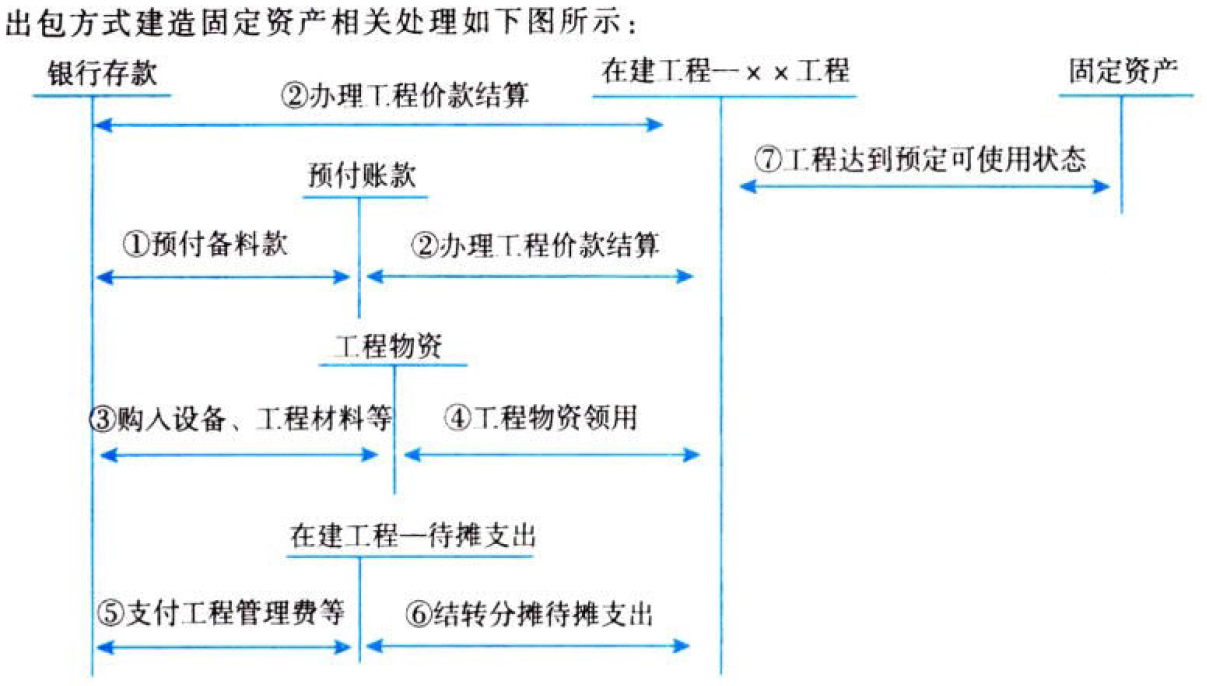 出包方式建造固定资产相关处理如下图所示：
银行存款
②办理工程价款结算
在建工程—××工程
固定资产
⑦工程达到预定可使用状态
预付账款
①预付备料款
②办理工程价款结算
工程物资
③购入设备、工程材料等
④工程物资领用
在建工程—待摊支出
⑤支付工程管理费等
⑥结转分摊待摊支出